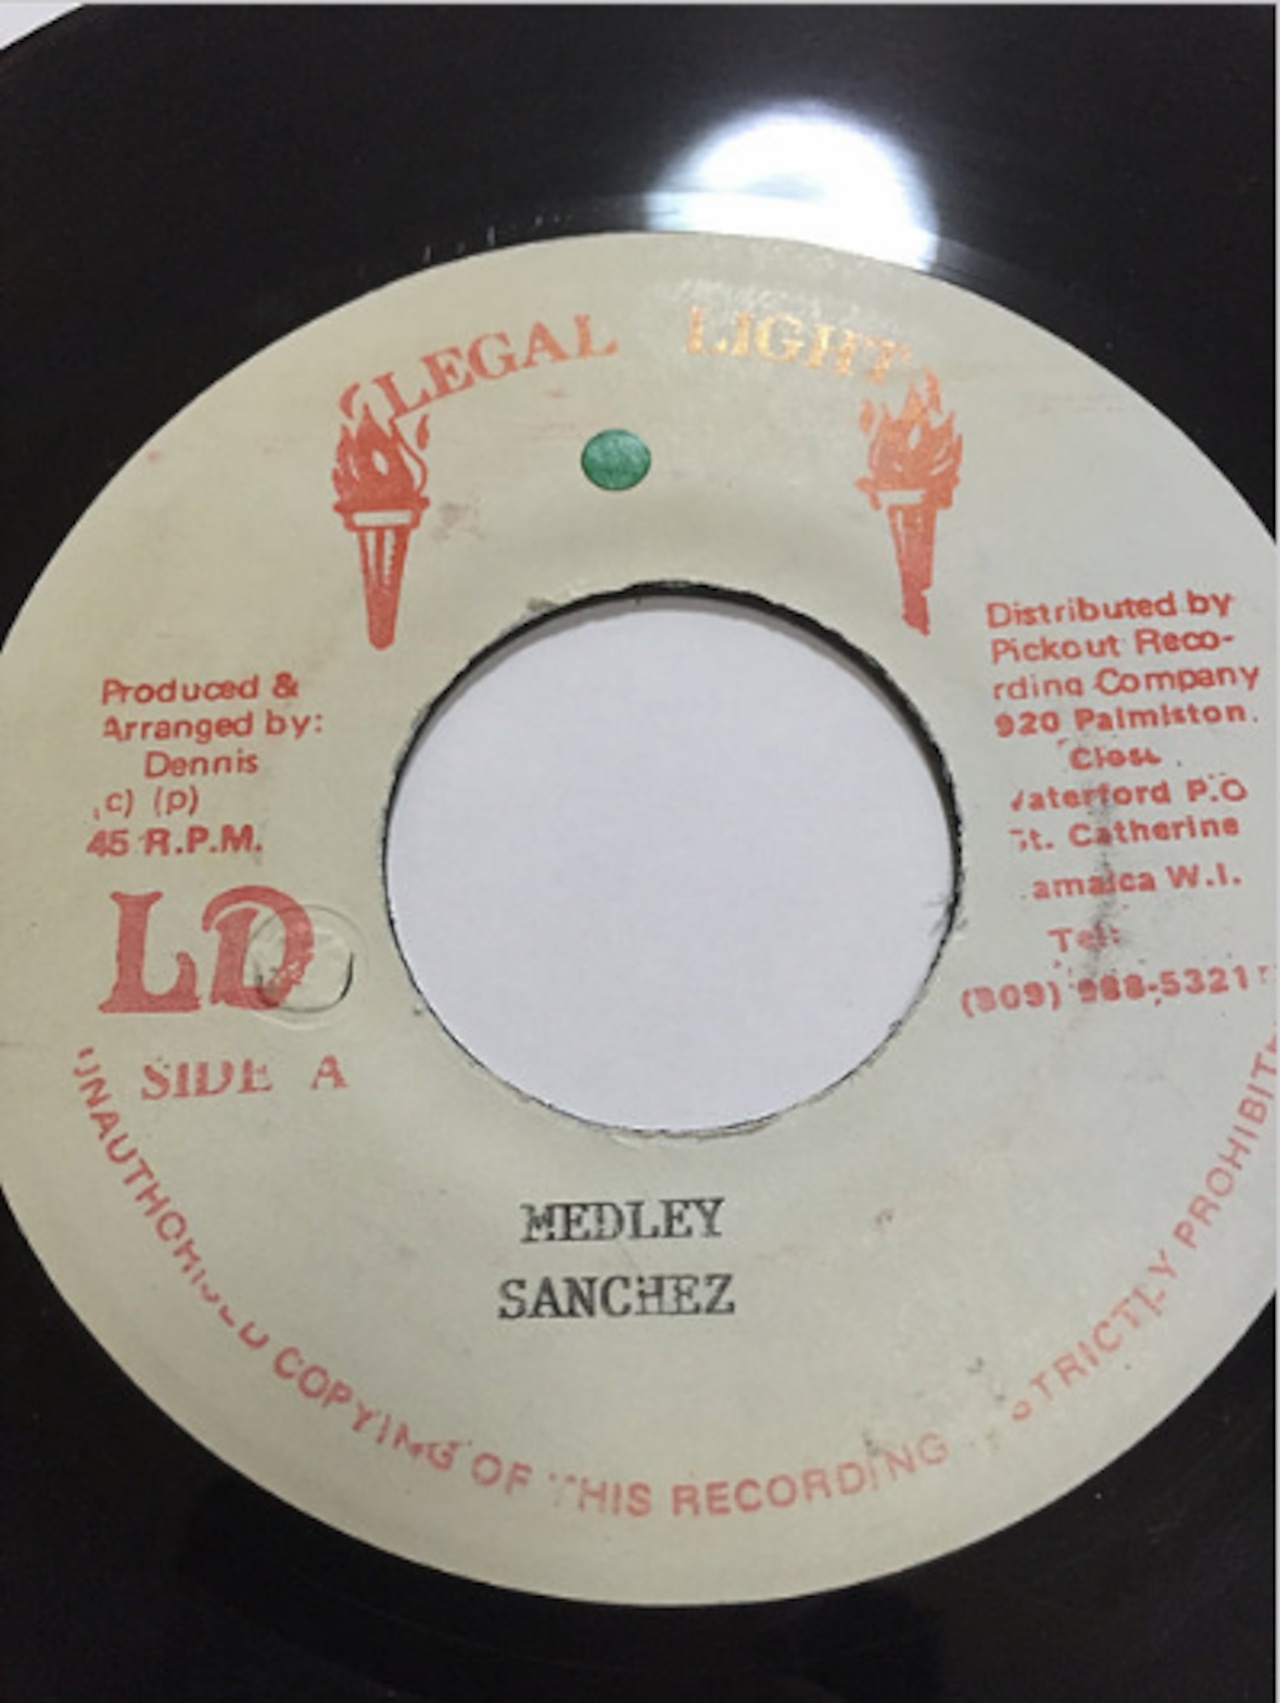 LEGAL LIGHT
Produced &
Arranged by:
Dennis
(c) (p)
45 R.P.M.
LD
SIDE A
Distributed by
Pickout Reco-
rding Company
920 Palmiston
Close
Waterford P.O
St. Catherine
Jamaica W.I.
Tel:
(809) 988-5321
MEDLEY
SANCHEZ
UNAUTHORISED COPYING OF THIS RECORDING STRICTLY PROHIBITE